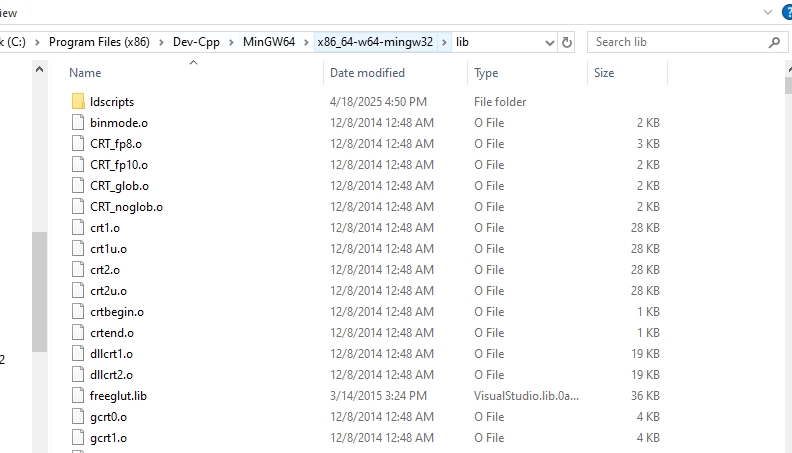 iew
k (C:) Program Files (x86) Dev-Cpp MinGW64 x86_64-w64-mingw32 lib Search lib
Name Date modified Type Size
ldscripts 4/18/2025 4:50 PM File folder
binmode.o 12/8/2014 12:48 AM O File 2 KB
CRT_fp8.o 12/8/2014 12:48 AM O File 3 KB
CRT_fp10.o 12/8/2014 12:48 AM O File 2 KB
CRT_glob.o 12/8/2014 12:48 AM O File 2 KB
CRT_noglob.o 12/8/2014 12:48 AM O File 2 KB
crt1.o 12/8/2014 12:48 AM O File 28 KB
crt1u.o 12/8/2014 12:48 AM O File 28 KB
crt2.o 12/8/2014 12:48 AM O File 28 KB
crt2u.o 12/8/2014 12:48 AM O File 28 KB
crtbegin.o 12/8/2014 12:48 AM O File 1 KB
crtend.o 12/8/2014 12:48 AM O File 1 KB
dllcrt1.o 12/8/2014 12:48 AM O File 19 KB
2 dllcrt2.o 12/8/2014 12:48 AM O File 19 KB
freeglut.lib 3/14/2015 3:24 PM VisualStudio.lib.0a... 36 KB
gcrt0.o 12/8/2014 12:48 AM O File 4 KB
gcrt1.o 12/8/2014 12:48 AM O File 4 KB